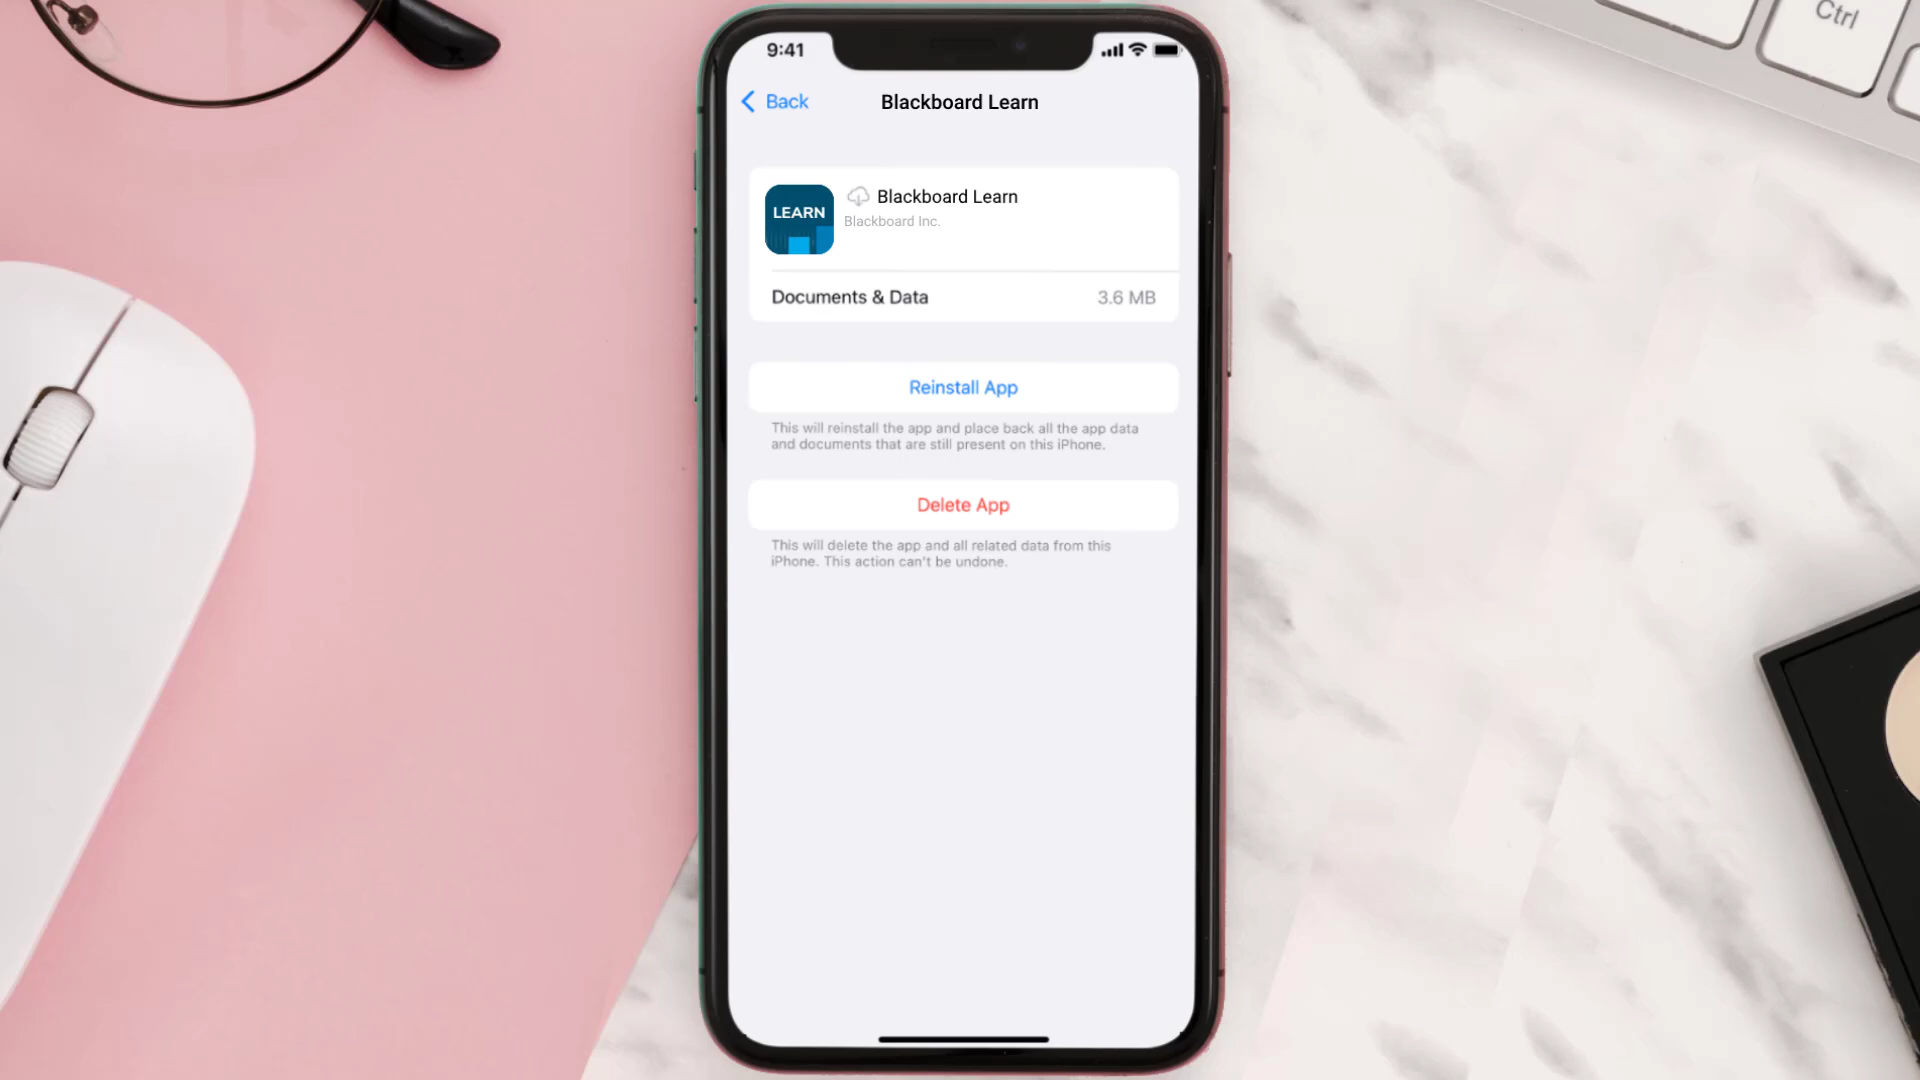 Ctrl
9:41
Back
Blackboard Learn
LEARN
Blackboard Learn
Blackboard Inc.
Documents & Data
3.6 MB
Reinstall App
This will reinstall the app and place back all the app data
and documents that are still present on this iPhone.
Delete App
This will delete the app and all related data from this
iPhone. This action can't be undone.